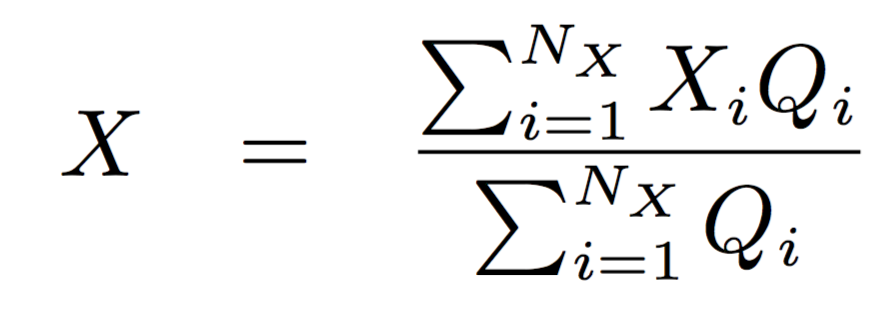 X = \frac{\sum_{i=1}^{N_X} X_i Q_i}{\sum_{i=1}^{N_X} Q_i}